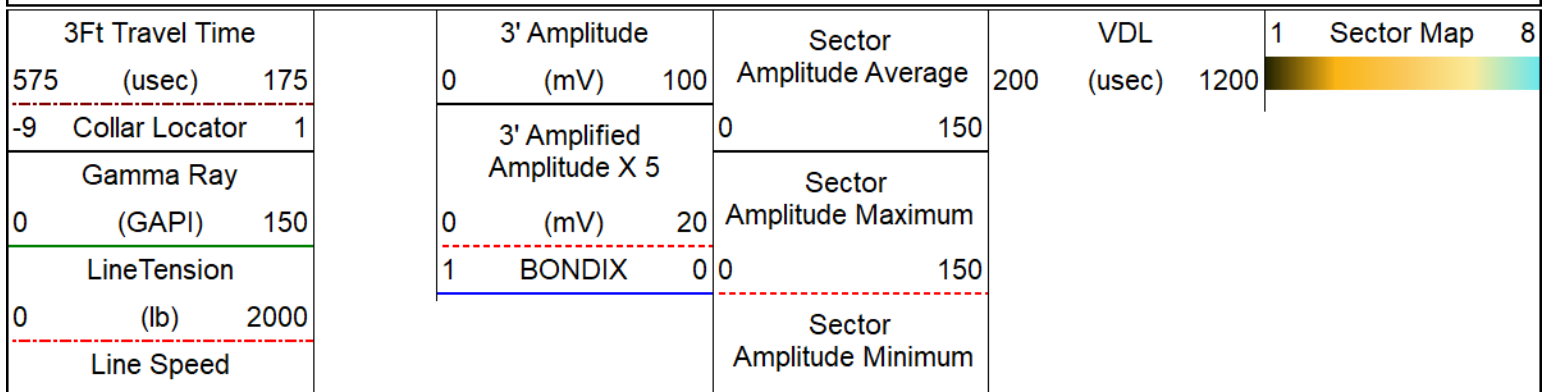 3Ft Travel Time
575 (usec) 175
-9 Collar Locator 1
Gamma Ray
0 (GAPI) 150
LineTension
0 (lb) 2000
Line Speed
3' Amplitude
0 (mV) 100
3' Amplified
Amplitude X 5
0 (mV) 20
1 BONDIX 0
Sector
Amplitude Average
0 150
Sector
Amplitude Maximum
0 150
Sector
Amplitude Minimum
VDL
200 (usec) 1200
1 Sector Map 8